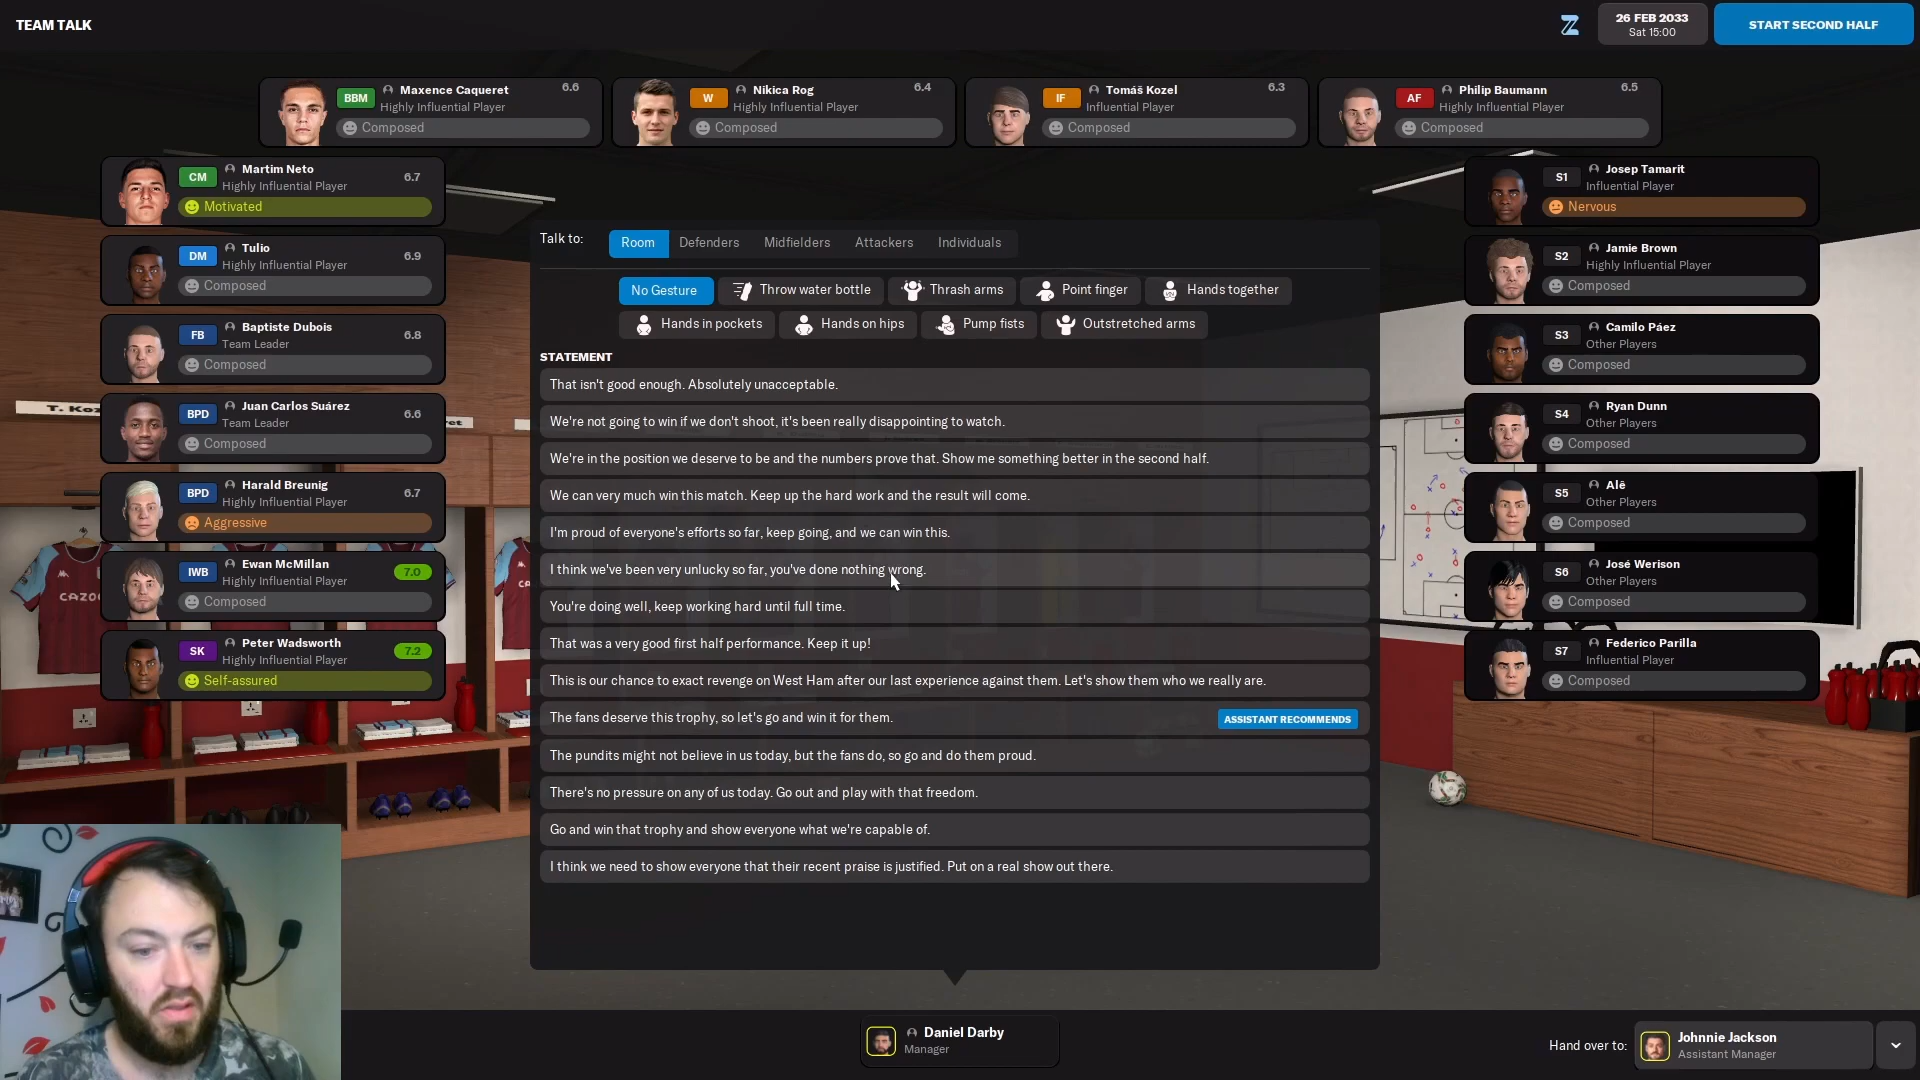 TEAM TALK
26 FEB 2033
Sat 15:00
START SECOND HALF
BBM
Maxence Caqueret
6.6
Highly Influential Player
Composed
W
Nikica Rog
6.4
Highly Influential Player
Composed
IF
Tomáš Kozel
6.3
Influential Player
Composed
AF
Philip Baumann
6.5
Highly Influential Player
Composed
CM
Martim Neto
6.7
Highly Influential Player
Motivated
DM
Tulio
6.9
Highly Influential Player
Composed
FB
Baptiste Dubois
6.8
Team Leader
Composed
BPD
Juan Carlos Suárez
6.6
Team Leader
Composed
BPD
Harald Breunig
6.7
Highly Influential Player
Aggressive
IWB
Ewan McMillan
7.0
Highly Influential Player
Composed
SK
Peter Wadsworth
7.2
Highly Influential Player
Self-assured
Talk to:
Room
Defenders
Midfielders
Attackers
Individuals
No Gesture
Throw water bottle
Thrash arms
Point finger
Hands together
Hands in pockets
Hands on hips
Pump fists
Outstretched arms
STATEMENT
That isn't good enough. Absolutely unacceptable.
We're not going to win if we don't shoot, it's been really disappointing to watch.
We're in the position we deserve to be and the numbers prove that. Show me something better in the second half.
We can very much win this match. Keep up the hard work and the result will come.
I'm proud of everyone's efforts so far, keep going, and we can win this.
I think we've been very unlucky so far, you've done nothing wrong.
You're doing well, keep working hard until full time.
That was a very good first half performance. Keep it up!
This is our chance to exact revenge on West Ham after our last experience against them. Let's show them who we really are.
The fans deserve this trophy, so let's go and win it for them.
ASSISTANT RECOMMENDS
The pundits might not believe in us today, but the fans do, so go and do them proud.
There's no pressure on any of us today. Go out and play with that freedom.
Go and win that trophy and show everyone what we're capable of.
I think we need to show everyone that their recent praise is justified. Put on a real show out there.
S1
Josep Tamarit
Influential Player
Nervous
S2
Jamie Brown
Highly Influential Player
Composed
S3
Camilo Páez
Other Players
Composed
S4
Ryan Dunn
Other Players
Composed
S5
Alê
Other Players
Composed
S6
José Werison
Other Players
Composed
S7
Federico Parilla
Influential Player
Composed
T. Koz
CAZOO
Daniel Darby
Manager
Hand over to:
Johnnie Jackson
Assistant Manager